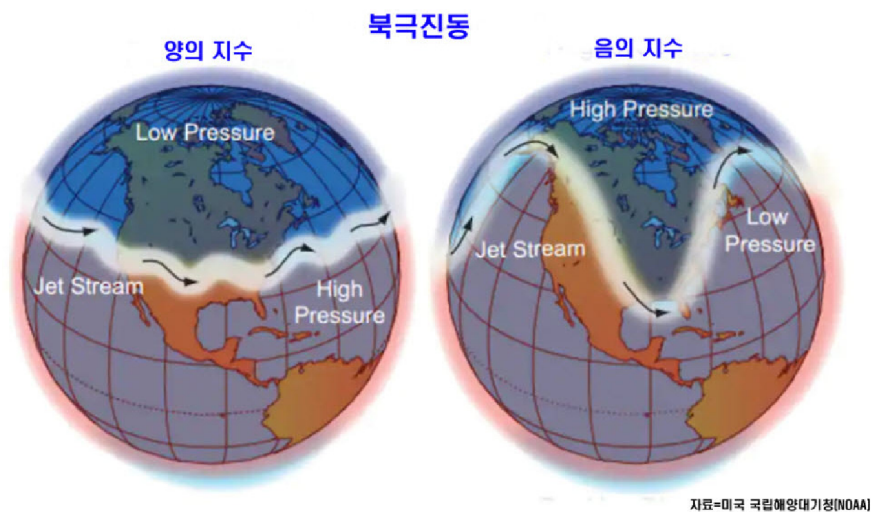 북극진동
양의 지수
음의 지수
Low Pressure
Jet Stream
High
Pressure
High Pressure
Jet Stream
Low
Pressure
자료=미국 국립해양대기청(NOAA)